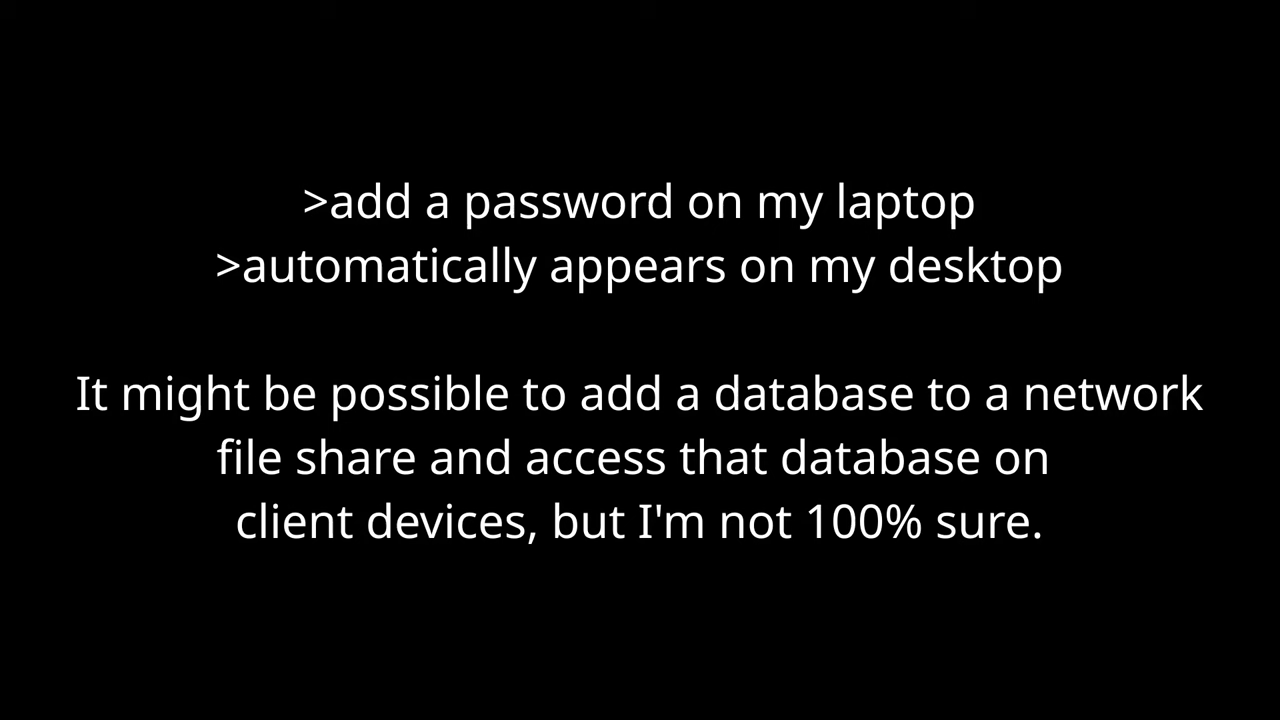 >add a password on my laptop
>automatically appears on my desktop
It might be possible to add a database to a network
file share and access that database on
client devices, but I'm not 100% sure.